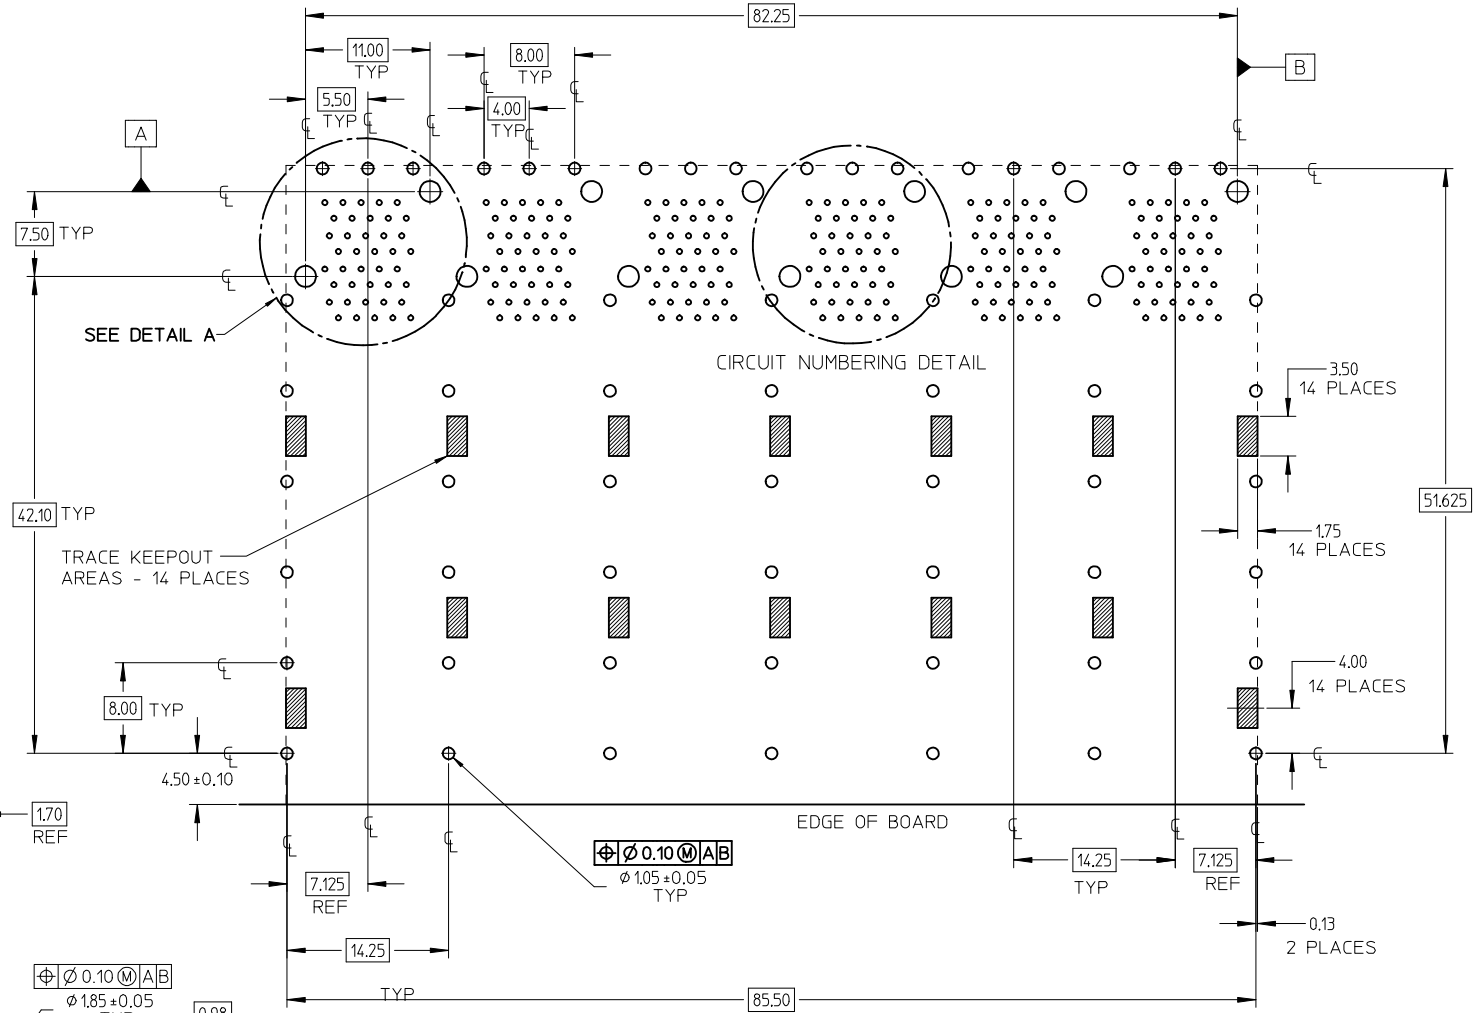 82.25
11.00
TYP
8.00
TYP
B
5.50
TYP
4.00
TYP
A
7.50 TYP
SEE DETAIL A
CIRCUIT NUMBERING DETAIL
3.50
14 PLACES
42.10 TYP
51.625
1.75
14 PLACES
TRACE KEEPOUT
AREAS - 14 PLACES
4.00
14 PLACES
8.00 TYP
4.50±0.10
1.70
REF
EDGE OF BOARD
⌖ Ø 0.10 Ⓜ A B
Ø 1.05±0.05
TYP
14.25
TYP
7.125
REF
7.125
REF
0.13
2 PLACES
14.25
TYP
⌖ Ø 0.10 Ⓜ A B
Ø 1.85±0.05
85.50